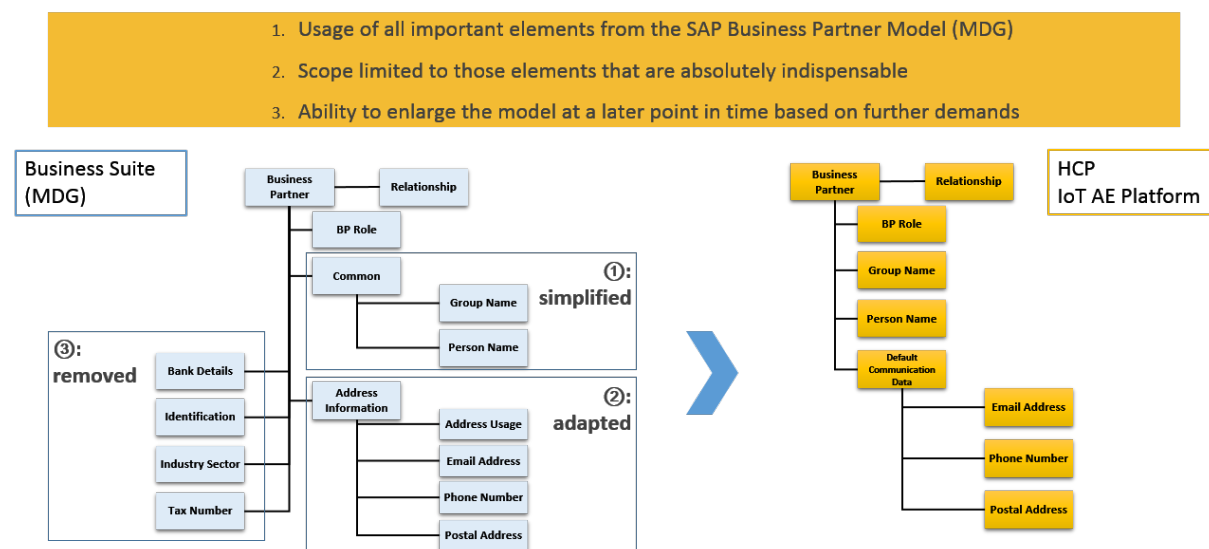 1. Usage of all important elements from the SAP Business Partner Model (MDG)
2. Scope limited to those elements that are absolutely indispensable
3. Ability to enlarge the model at a later point in time based on further demands
Business Suite
(MDG)
Business
Partner
Relationship
BP Role
Common
①:
simplified
Group Name
Person Name
③:
removed
Bank Details
Identification
Industry Sector
Tax Number
Address
Information
②:
adapted
Address Usage
Email Address
Phone Number
Postal Address
HCP
IoT AE Platform
Business
Partner
Relationship
BP Role
Group Name
Person Name
Default
Communication
Data
Email Address
Phone Number
Postal Address